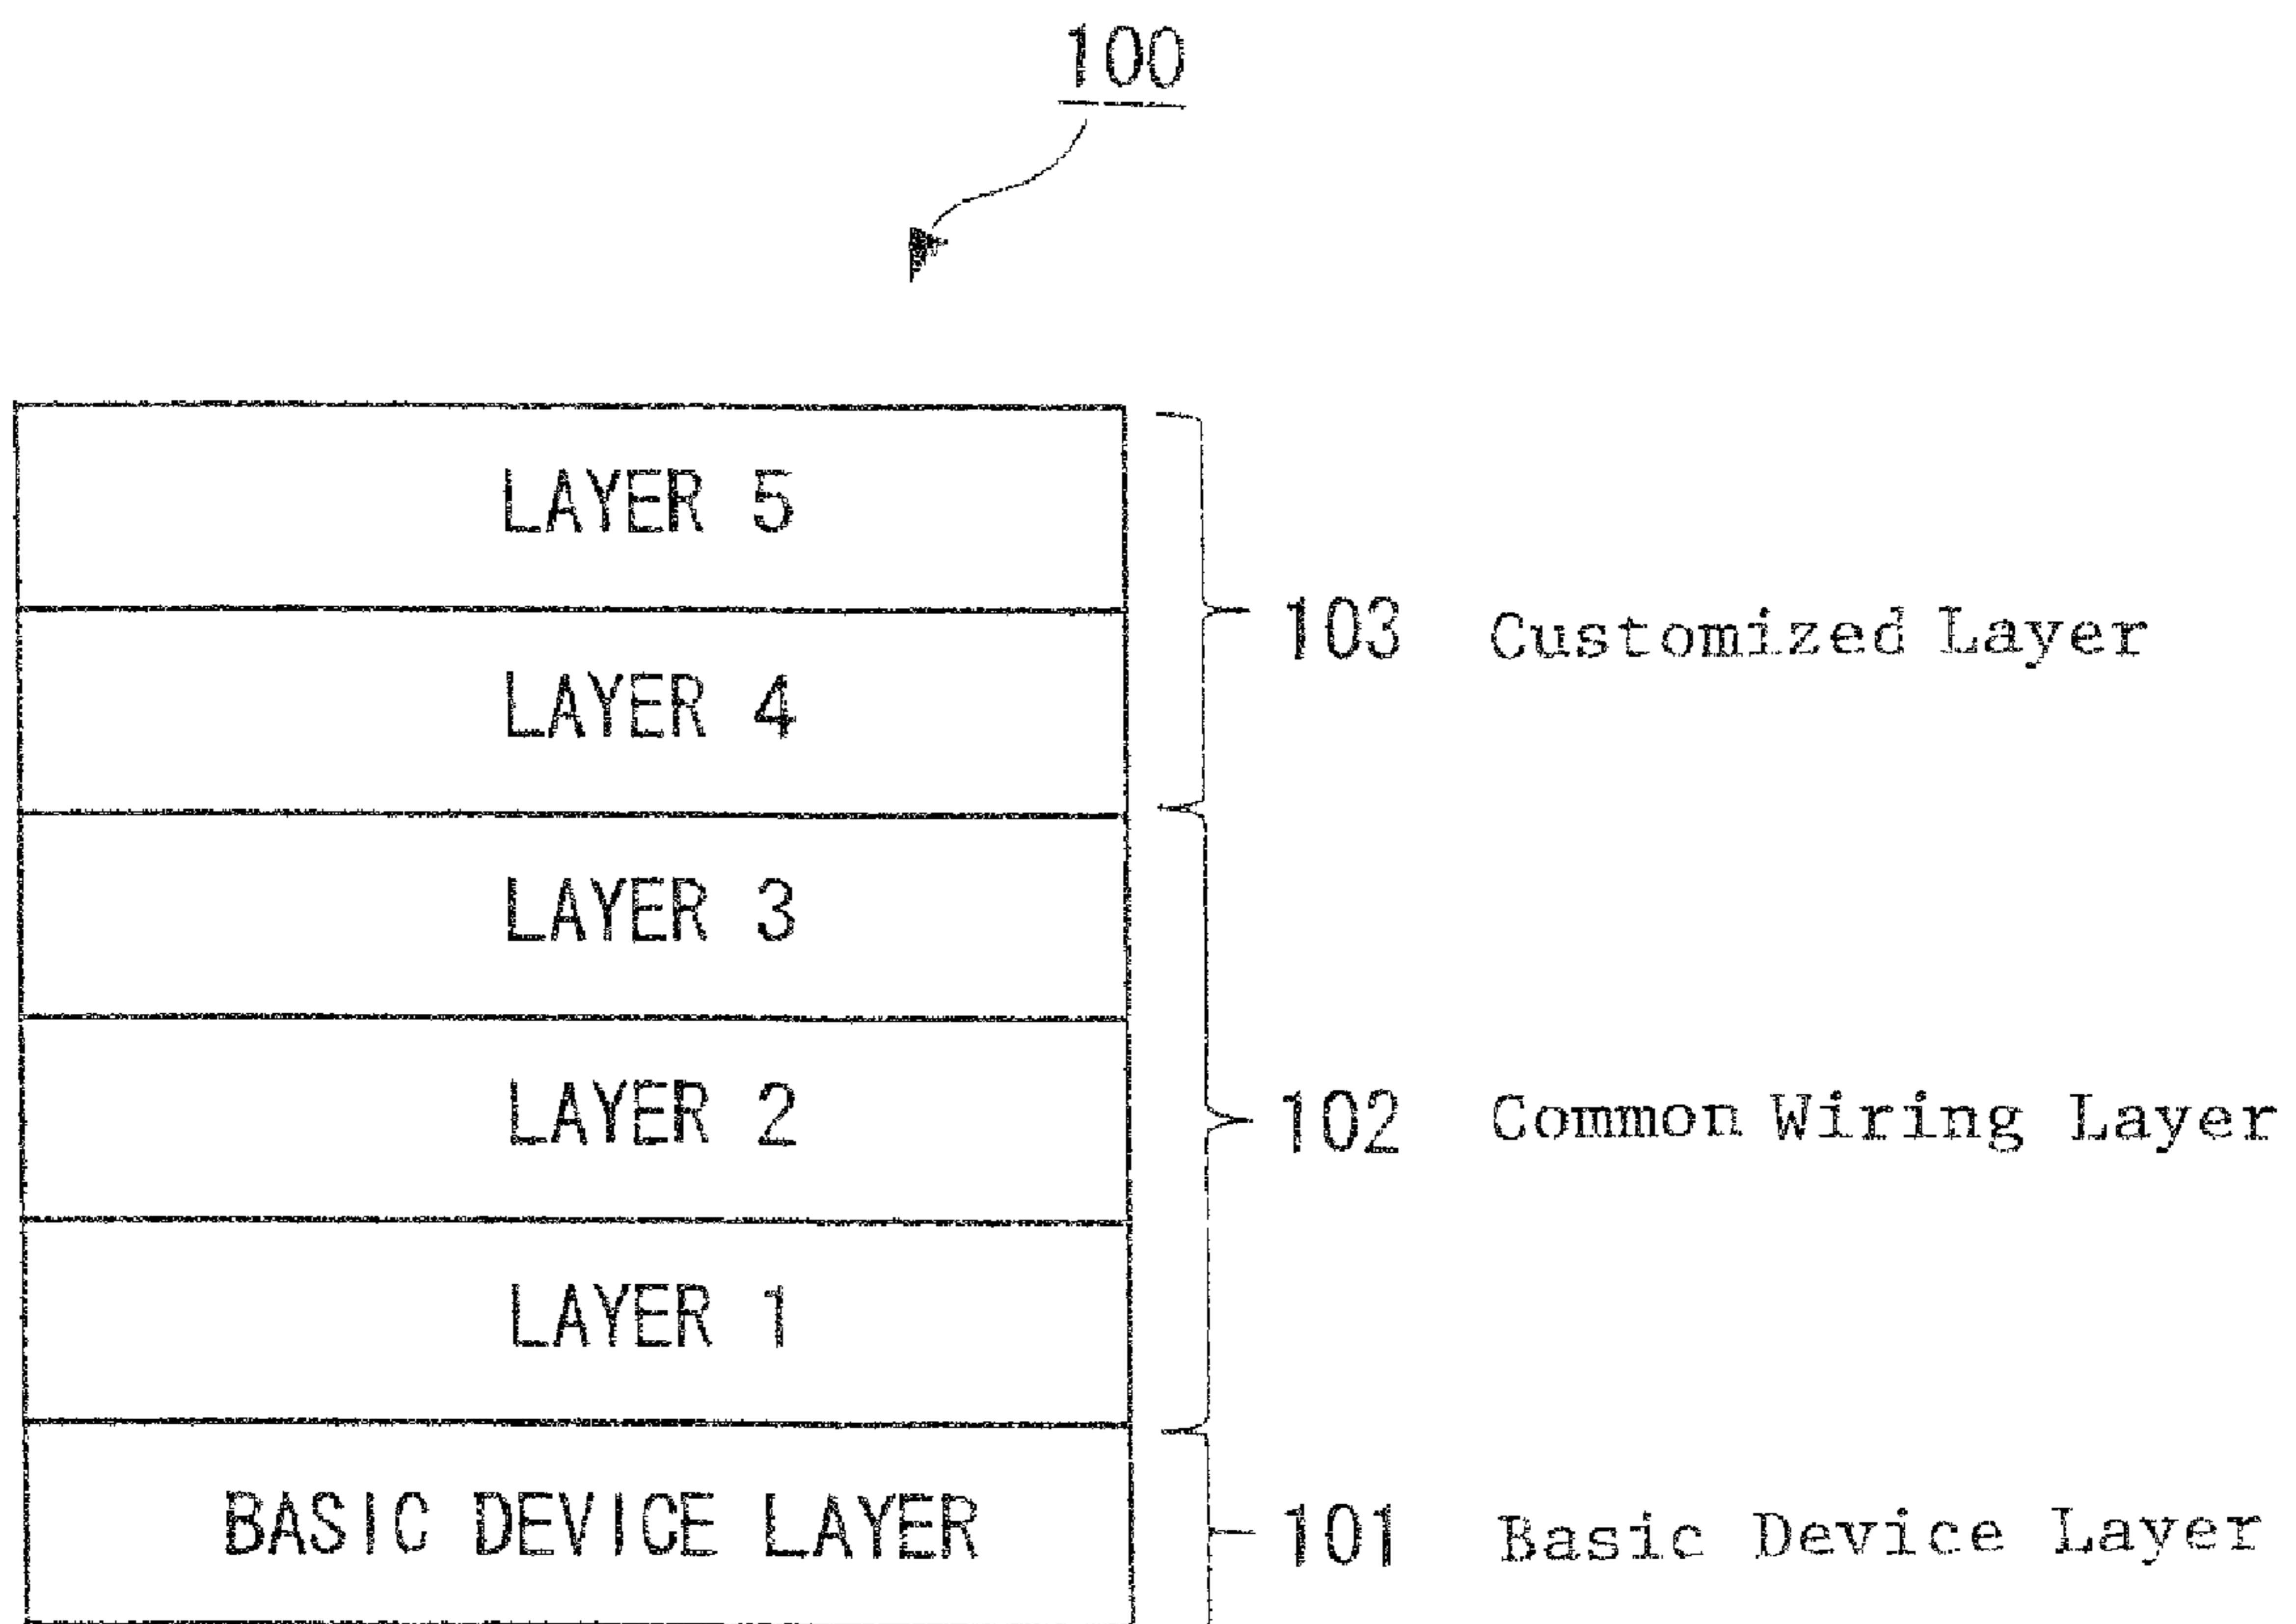 100
LAYER 5
LAYER 4
103 Customized Layer
LAYER 3
LAYER 2
102 Common Wiring Layer
LAYER 1
BASIC DEVICE LAYER
101 Basic Device Layer